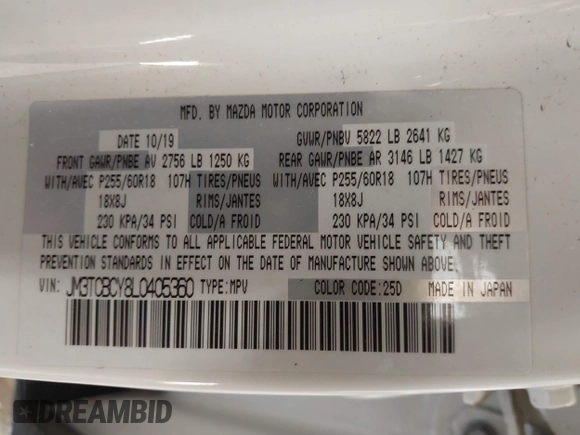 MFD. BY MAZDA MOTOR CORPORATION
DATE 10/19 GVWR/PNBV 5822 LB 2641 KG
FRONT GAWR/PNBE AV 2756 LB 1250 KG REAR GAWR/PNBE AR 3146 LB 1427 KG
WITH/AVEC P255/60R18 107H TIRES/PNEUS WITH/AVEC P255/60R18 107H TIRES/PNEUS
18X8J RIMS/JANTES 18X8J RIMS/JANTES
230 KPA/34 PSI COLD/A FROID 230 KPA/34 PSI COLD/A FROID
THIS VEHICLE CONFORMS TO ALL APPLICABLE FEDERAL MOTOR VEHICLE SAFETY AND THEFT
PREVENTION STANDARDS IN EFFECT ON THE DATE OF MANUFACTURE SHOWN ABOVE.
VIN: JM3TCBCY8L0405360 TYPE:MPV COLOR CODE:25D MADE IN JAPAN
DREAMBID